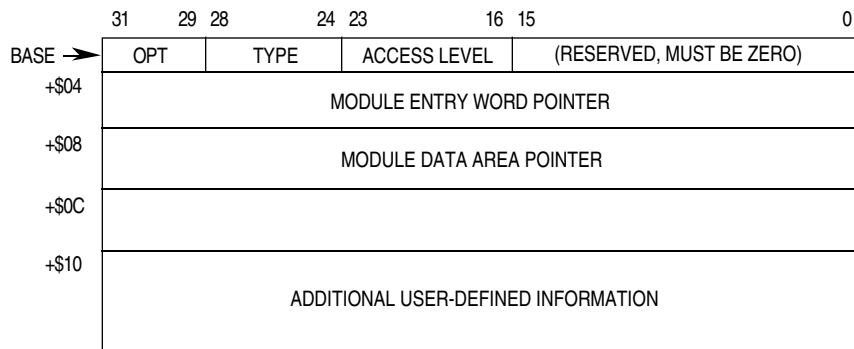 31 29 28 24 23 16 15 0
BASE OPT TYPE ACCESS LEVEL (RESERVED, MUST BE ZERO)
+$04 MODULE ENTRY WORD POINTER
+$08 MODULE DATA AREA POINTER
+$0C
+$10
ADDITIONAL USER-DEFINED INFORMATION